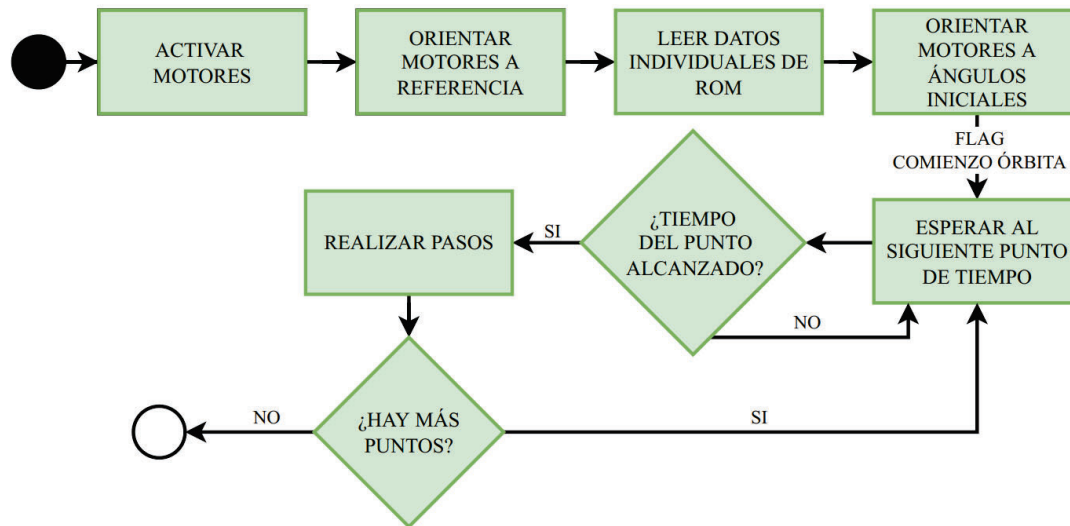 ACTIVAR
MOTORES
ORIENTAR
MOTORES A
REFERENCIA
LEER DATOS
INDIVIDUALES DE
ROM
ORIENTAR
MOTORES A
ÁNGULOS
INICIALES
FLAG
COMIENZO ÓRBITA
ESPERAR AL
SIGUIENTE PUNTO
DE TIEMPO
¿TIEMPO
DEL PUNTO
ALCANZADO?
NO
SI
REALIZAR PASOS
¿HAY MÁS
PUNTOS?
NO
SI